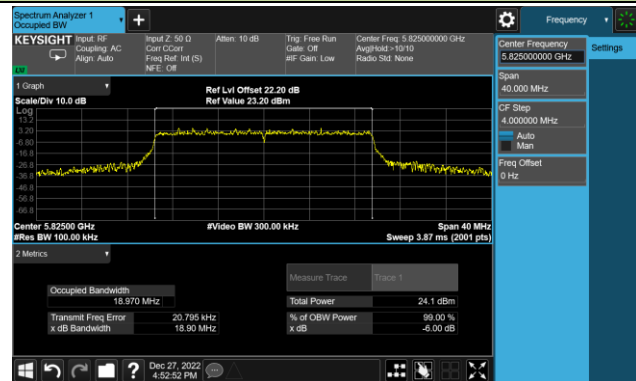 Spectrum Analyzer 1
Occupied BW
Frequency
KEYSIGHT
Input: RF
Coupling: AC
Align: Auto
Input Z: 50 Ω
Corr CCorr
Freq Ref: Int (S)
NFE: Off
Atten: 10 dB
Trig: Free Run
Gate: Off
#IF Gain: Low
Center Freq: 5.825000000 GHz
Avg|Hold:>10/10
Radio Std: None
Center Frequency
5.825000000 GHz
Settings
Span
40.000 MHz
CF Step
4.000000 MHz
Auto
Man
Freq Offset
0 Hz
1 Graph
Scale/Div 10.0 dB
Ref Lvl Offset 22.20 dB
Ref Value 23.20 dBm
Log
13.2
3.20
-6.80
-16.8
-26.8
-36.8
-46.8
-56.8
-66.8
Center 5.82500 GHz
#Res BW 100.00 kHz
#Video BW 300.00 kHz
Span 40 MHz
Sweep 3.87 ms (2001 pts)
2 Metrics
Measure Trace Trace 1
Occupied Bandwidth
18.970 MHz
Total Power 24.1 dBm
Transmit Freq Error 20.795 kHz
% of OBW Power 99.00 %
x dB Bandwidth 18.90 MHz
x dB -6.00 dB
Dec 27, 2022
4:52:52 PM